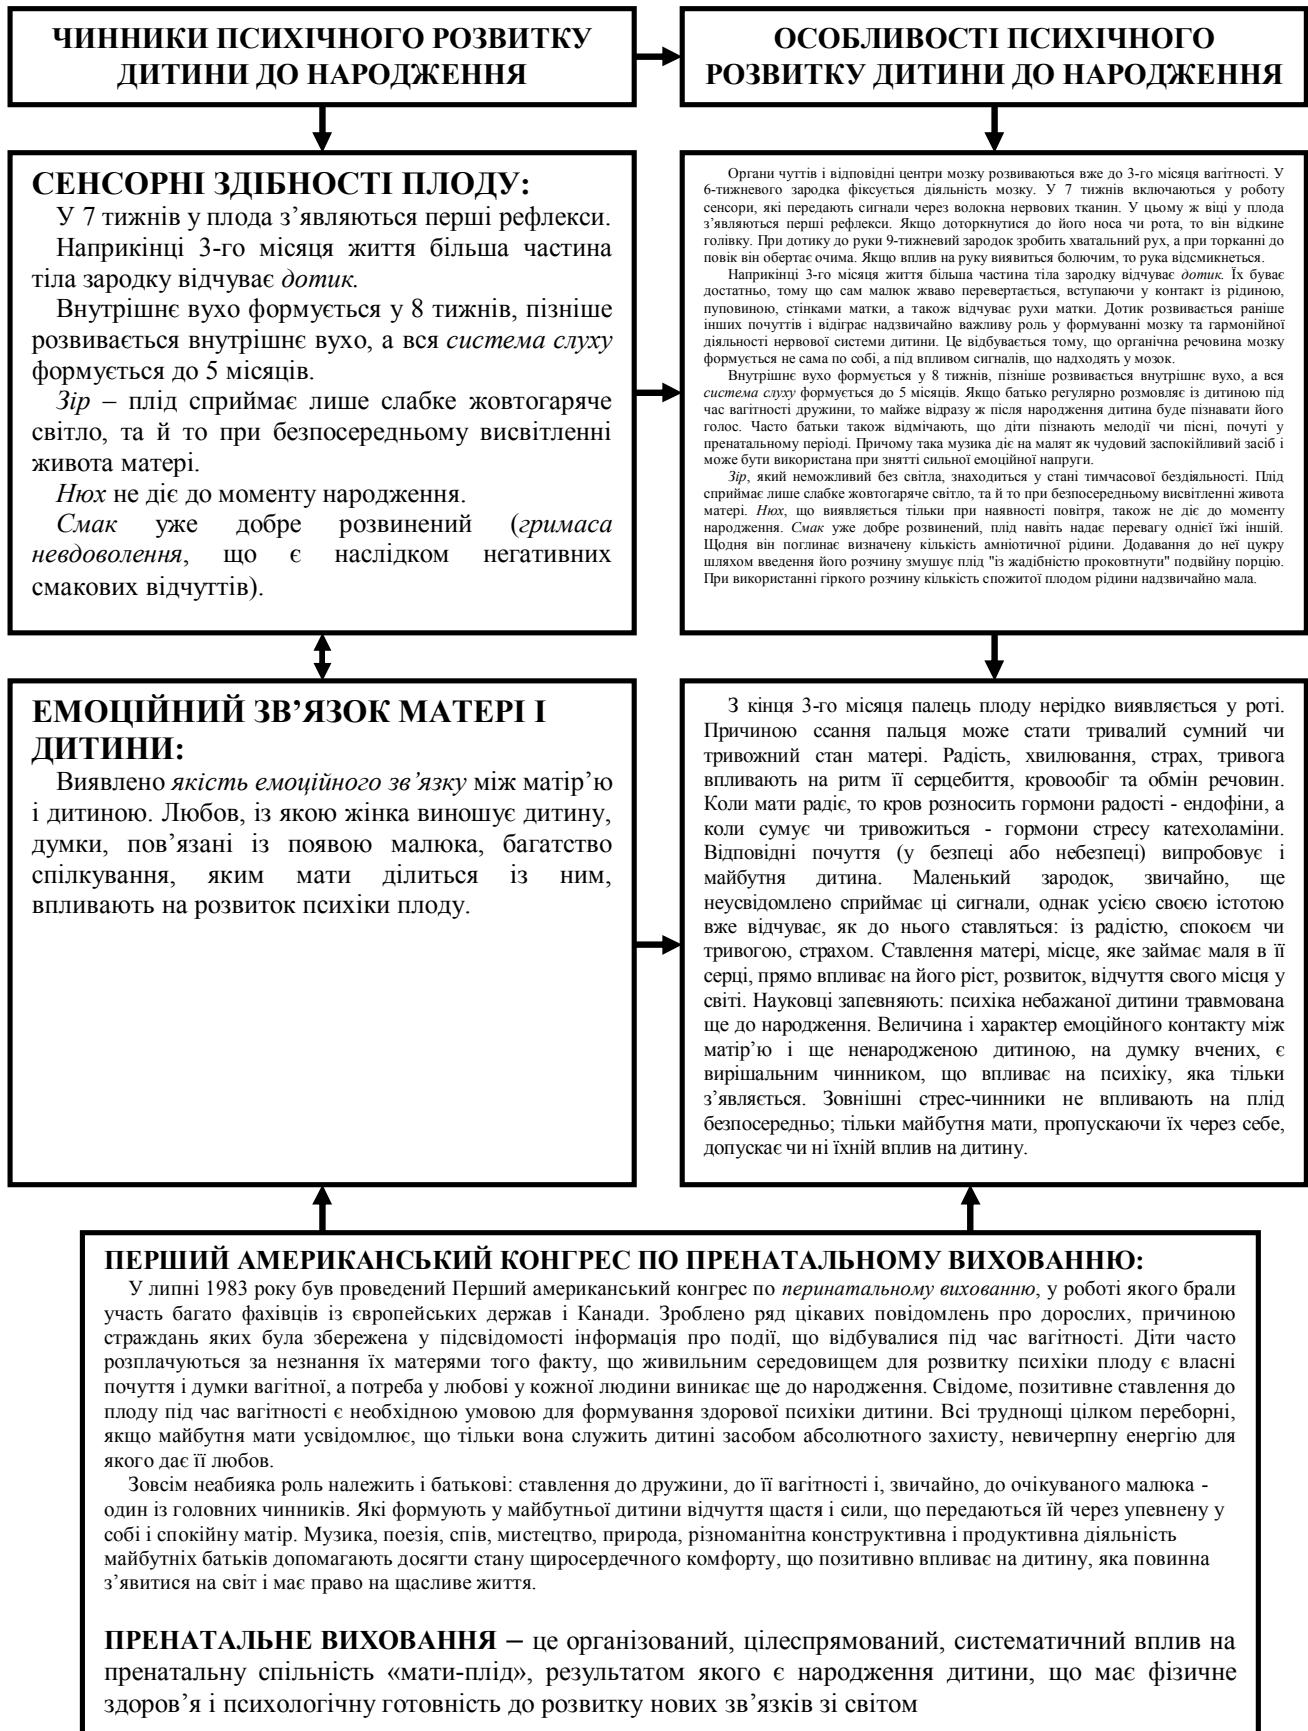 ЧИННИКИ ПСИХІЧНОГО РОЗВИТКУ
ДИТИНИ ДО НАРОДЖЕННЯ
ОСОБЛИВОСТІ ПСИХІЧНОГО
РОЗВИТКУ ДИТИНИ ДО НАРОДЖЕННЯ
СЕНСОРНІ ЗДІБНОСТІ ПЛОДУ:
У 7 тижнів у плода з’являються перші рефлекси.
Наприкінці 3-го місяця життя більша частина
тіла зародку відчуває дотик.
Внутрішнє вухо формується у 8 тижнів, пізніше
розвивається внутрішнє вухо, а вся система слуху
формується до 5 місяців.
Зір – плід сприймає лише слабке жовтогаряче
світло, та й то при безпосередньому висвітленні
живота матері.
Нюх не діє до моменту народження.
Смак уже добре розвинений (гримаса
невдоволення, що є наслідком негативних
смакових відчуттів).
Органи чуттів і відповідні центри мозку розвиваються вже до 3-го місяця вагітності. У
6-тижневого зародка фіксується діяльність мозку. У 7 тижнів включаються у роботу
сенсори, які передають сигнали через волокна нервових тканин. У цьому ж віці у плода
з’являються перші рефлекси. Якщо доторкнутися до його носа чи рота, то він відкине
голівку. При дотику до руки 9-тижневий зародок зробить хватальний рух, а при торканні до
повік він обертає очима. Якщо вплив на руку виявиться болючим, то рука відсмикнеться.
Наприкінці 3-го місяця життя більша частина тіла зародку відчуває дотик. Їх буває
достатньо, тому що сам малюк жваво перевертається, вступаючи у контакт із рідиною,
пуповиною, стінками матки, а також відчуває рухи матки. Дотик розвивається раніше
інших почуттів і відіграє надзвичайно важливу роль у формуванні мозку та гармонійної
діяльності нервової системи дитини. Це відбувається тому, що органічна речовина мозку
формується не сама по собі, а під впливом сигналів, що надходять у мозок.
Внутрішнє вухо формується у 8 тижнів, пізніше розвивається внутрішнє вухо, а вся
система слуху формується до 5 місяців. Якщо батько регулярно розмовляє із дитиною під
час вагітності дружини, то майже відразу ж після народження дитина буде пізнавати його
голос. Часто батьки також відмічають, що діти пізнають мелодії чи пісні, почуті у
пренатальному періоді. Причому така музика діє на малят як чудовий заспокійливий засіб і
може бути використана при знятті сильної емоційної напруги.
Зір, який неможливий без світла, знаходиться у стані тимчасової бездіяльності. Плід
сприймає лише слабке жовтогаряче світло, та й то при безпосередньому висвітленні живота
матері. Нюх, що виявляється тільки при наявності повітря, також не діє до моменту
народження. Смак уже добре розвинений, плід навіть надає перевагу однієї їжі іншій.
Щодня він поглинає визначену кількість амніотичної рідини. Додавання до неї цукру
шляхом введення його розчину змушує плід "із жадібністю проковтнути" подвійну порцію.
При використанні гіркого розчину кількість спожитої плодом рідини надзвичайно мала.
ЕМОЦІЙНИЙ ЗВ’ЯЗОК МАТЕРІ І
ДИТИНИ:
Виявлено якість емоційного зв’язку між матір’ю
і дитиною. Любов, із якою жінка виношує дитину,
думки, пов’язані із появою малюка, багатство
спілкування, яким мати ділиться із ним,
впливають на розвиток психіки плоду.
З кінця 3-го місяця палець плоду нерідко виявляється у роті.
Причиною ссання пальця може стати тривалий сумний чи
тривожний стан матері. Радість, хвилювання, страх, тривога
впливають на ритм її серцебиття, кровообіг та обмін речовин.
Коли мати радіє, то кров розносить гормони радості - ендофіни, а
коли сумує чи тривожиться - гормони стресу катехоламіни.
Відповідні почуття (у безпеці або небезпеці) випробовує і
майбутня дитина. Маленький зародок, звичайно, ще
неусвідомлено сприймає ці сигнали, однак усією своєю істотою
вже відчуває, як до нього ставляться: із радістю, спокоєм чи
тривогою, страхом. Ставлення матері, місце, яке займає маля в її
серці, прямо впливає на його ріст, розвиток, відчуття свого місця у
світі. Науковці запевняють: психіка небажаної дитини травмована
ще до народження. Величина і характер емоційного контакту між
матір’ю і ще ненародженою дитиною, на думку вчених, є
вирішальним чинником, що впливає на психіку, яка тільки
з’являється. Зовнішні стрес-чинники не впливають на плід
безпосередньо; тільки майбутня мати, пропускаючи їх через себе,
допускає чи ні їхній вплив на дитину.
ПЕРШИЙ АМЕРИКАНСЬКИЙ КОНГРЕС ПО ПРЕНАТАЛЬНОМУ ВИХОВАННЮ:
У липні 1983 року був проведений Перший американський конгрес по перинатальному вихованню, у роботі якого брали
участь багато фахівців із європейських держав і Канади. Зроблено ряд цікавих повідомлень про дорослих, причиною
страждань яких була збережена у підсвідомості інформація про події, що відбувалися під час вагітності. Діти часто
розплачуються за незнання їх матерями того факту, що живильним середовищем для розвитку психіки плоду є власні
почуття і думки вагітної, а потреба у любові у кожної людини виникає ще до народження. Свідоме, позитивне ставлення до
плоду під час вагітності є необхідною умовою для формування здорової психіки дитини. Всі труднощі цілком переборні,
якщо майбутня мати усвідомлює, що тільки вона служить дитині засобом абсолютного захисту, невичерпну енергію для
якого дає її любов.
Зовсім неабияка роль належить і батькові: ставлення до дружини, до її вагітності і, звичайно, до очікуваного малюка -
один із головних чинників. Які формують у майбутньої дитини відчуття щастя і сили, що передаються їй через упевнену у
собі і спокійну матір. Музика, поезія, спів, мистецтво, природа, різноманітна конструктивна і продуктивна діяльність
майбутніх батьків допомагають досягти стану щиросердечного комфорту, що позитивно впливає на дитину, яка повинна
з’явитися на світ і має право на щасливе життя.
ПРЕНАТАЛЬНЕ ВИХОВАННЯ – це організований, цілеспрямований, систематичний вплив на
пренатальну спільність «мати-плід», результатом якого є народження дитини, що має фізичне
здоров’я і психологічну готовність до розвитку нових зв’язків зі світом